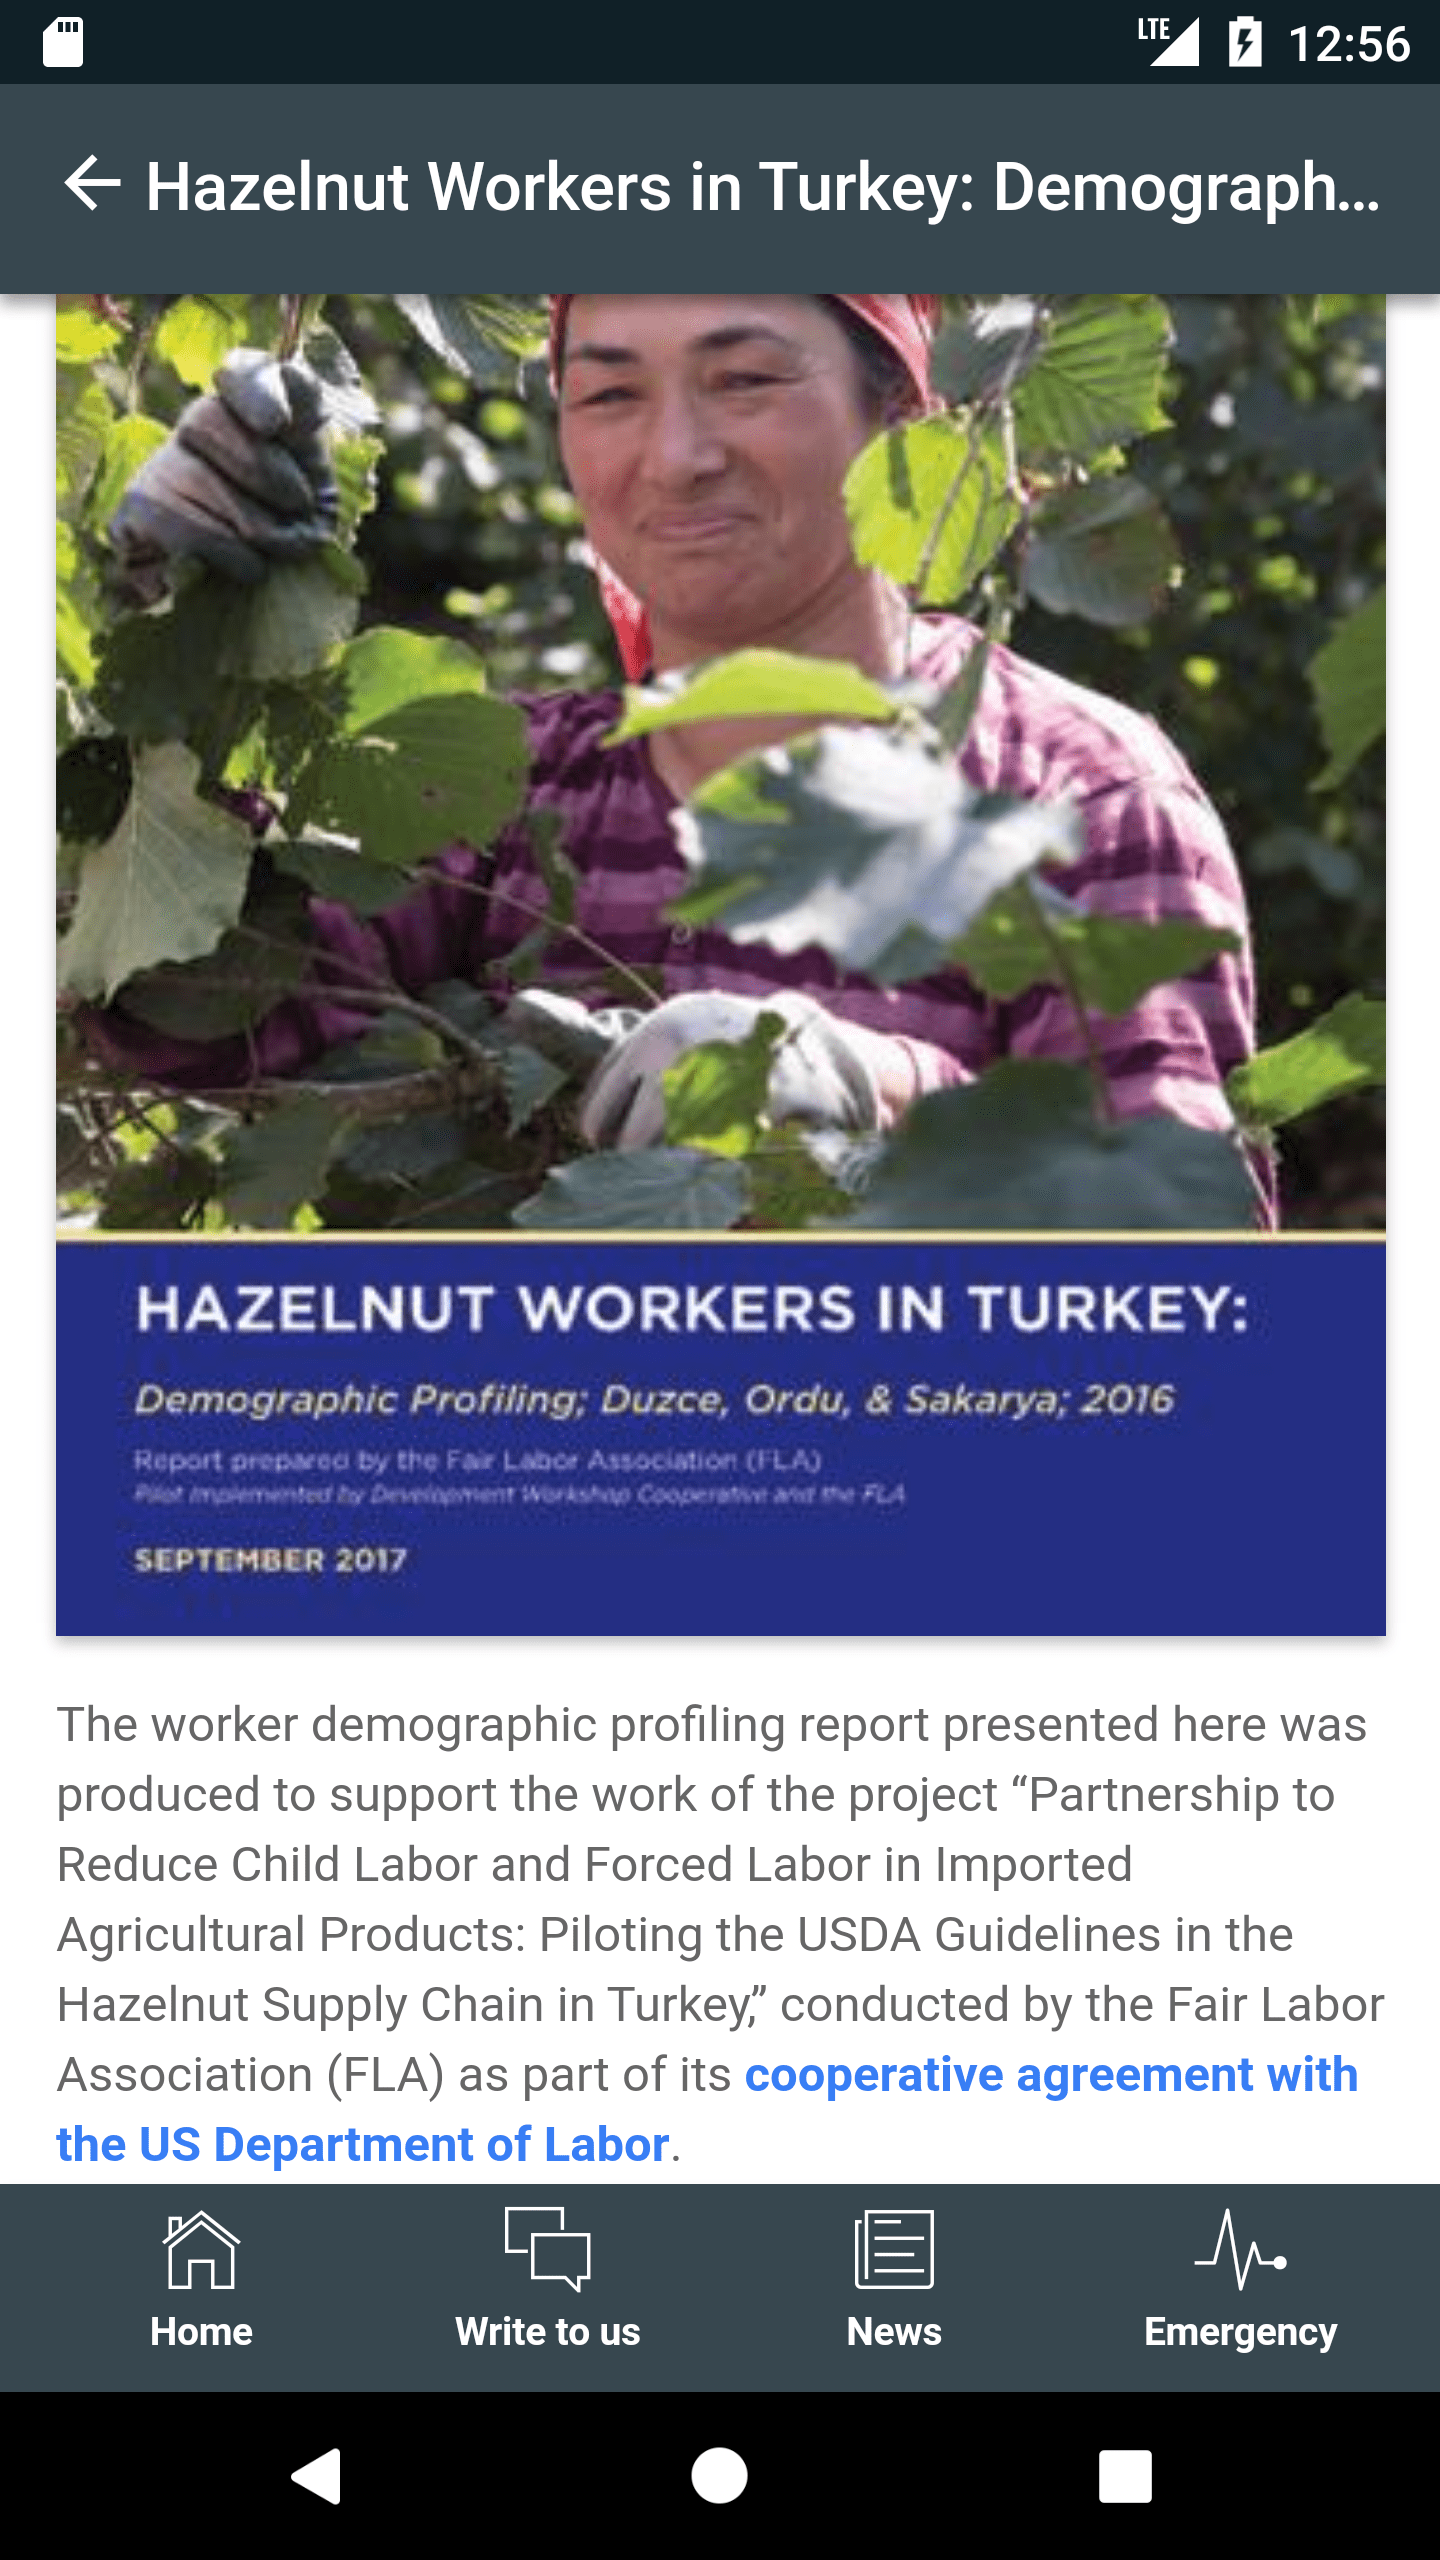 LTE 12:56
Hazelnut Workers in Turkey: Demograph...
HAZELNUT WORKERS IN TURKEY:
Demographic Profiling; Duzce, Ordu, & Sakarya; 2016
Report prepared by the Fair Labor Association (FLA)
Pilot implemented by Development Workshop Cooperative and the FLA
SEPTEMBER 2017
The worker demographic profiling report presented here was
produced to support the work of the project “Partnership to
Reduce Child Labor and Forced Labor in Imported
Agricultural Products: Piloting the USDA Guidelines in the
Hazelnut Supply Chain in Turkey,” conducted by the Fair Labor
Association (FLA) as part of its cooperative agreement with
the US Department of Labor.
Home
Write to us
News
Emergency